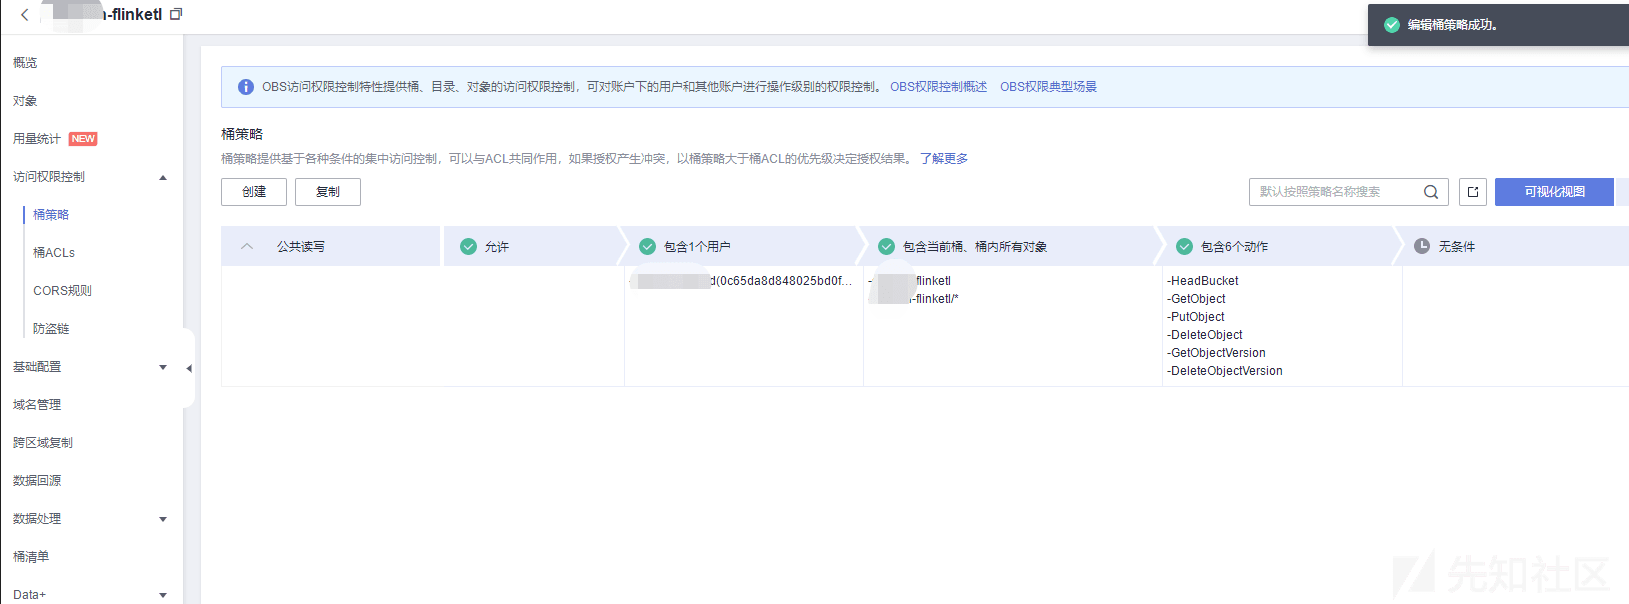 -flinketl
编辑桶策略成功。
概览
对象
用量统计 NEW
访问权限控制
桶策略
桶ACLs
CORS规则
防盗链
基础配置
域名管理
跨区域复制
数据回源
数据处理
桶清单
Data+
OBS访问权限控制特性提供桶、目录、对象的访问权限控制，可对账户下的用户和其他账户进行操作级别的权限控制。 OBS权限控制概述 OBS权限典型场景
桶策略
桶策略提供基于各种条件的集中访问控制，可以与ACL共同作用，如果授权产生冲突，以桶策略大于桶ACL的优先级决定授权结果。 了解更多
创建 复制
默认按照策略名称搜索 可视化视图
公共读写 允许 包含1个用户 包含当前桶、桶内所有对象 包含6个动作 无条件
d(0c65da8d848025bd0f...
flinketl
-flinketl/*
-HeadBucket
-GetObject
-PutObject
-DeleteObject
-GetObjectVersion
-DeleteObjectVersion
先知社区